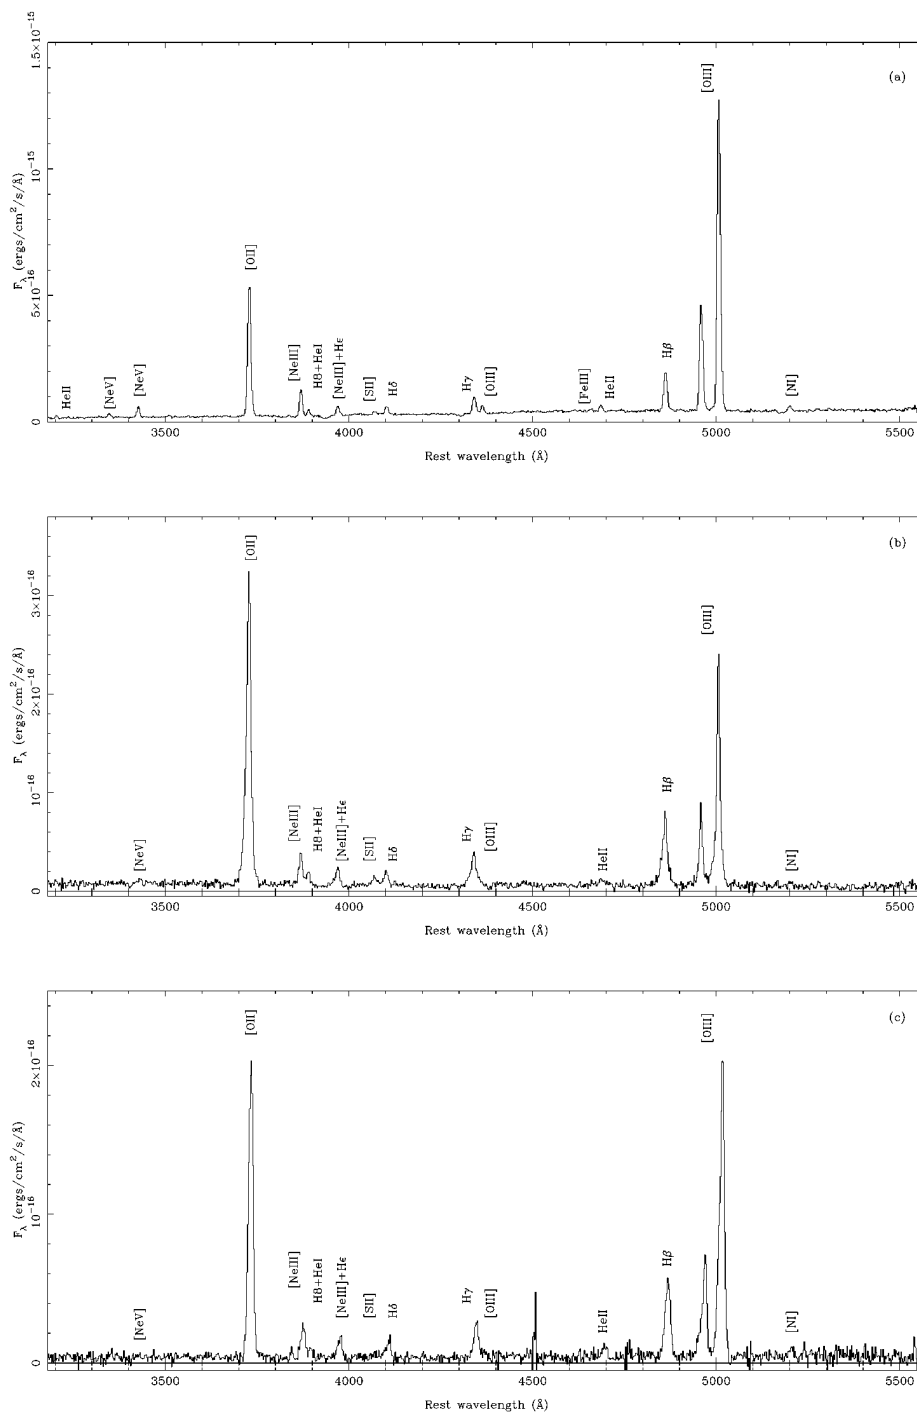 (a)
1.5×10⁻¹⁵
10⁻¹⁵
5×10⁻¹⁶
0
F_λ (ergs/cm²/s/Å)
HeII
[NeV]
[NeV]
[OII]
[NeIII]
H8+HeI
[NeIII]+Hϵ
[SII]
Hδ
Hγ
[OIII]
[FeIII]
HeII
Hβ
[OIII]
[NI]
3500 4000 4500 5000 5500
Rest wavelength (Å)
(b)
3×10⁻¹⁶
2×10⁻¹⁶
10⁻¹⁶
0
F_λ (ergs/cm²/s/Å)
[NeV]
[OII]
[NeIII]
H8+HeI
[NeIII]+Hϵ
[SII]
Hδ
Hγ
[OIII]
HeII
Hβ
[OIII]
[NI]
3500 4000 4500 5000 5500
Rest wavelength (Å)
(c)
2×10⁻¹⁶
10⁻¹⁶
0
F_λ (ergs/cm²/s/Å)
[NeV]
[OII]
[NeIII]
H8+HeI
[NeIII]+Hϵ
[SII]
Hδ
Hγ
[OIII]
HeII
Hβ
[OIII]
[NI]
3500 4000 4500 5000 5500
Rest wavelength (Å)